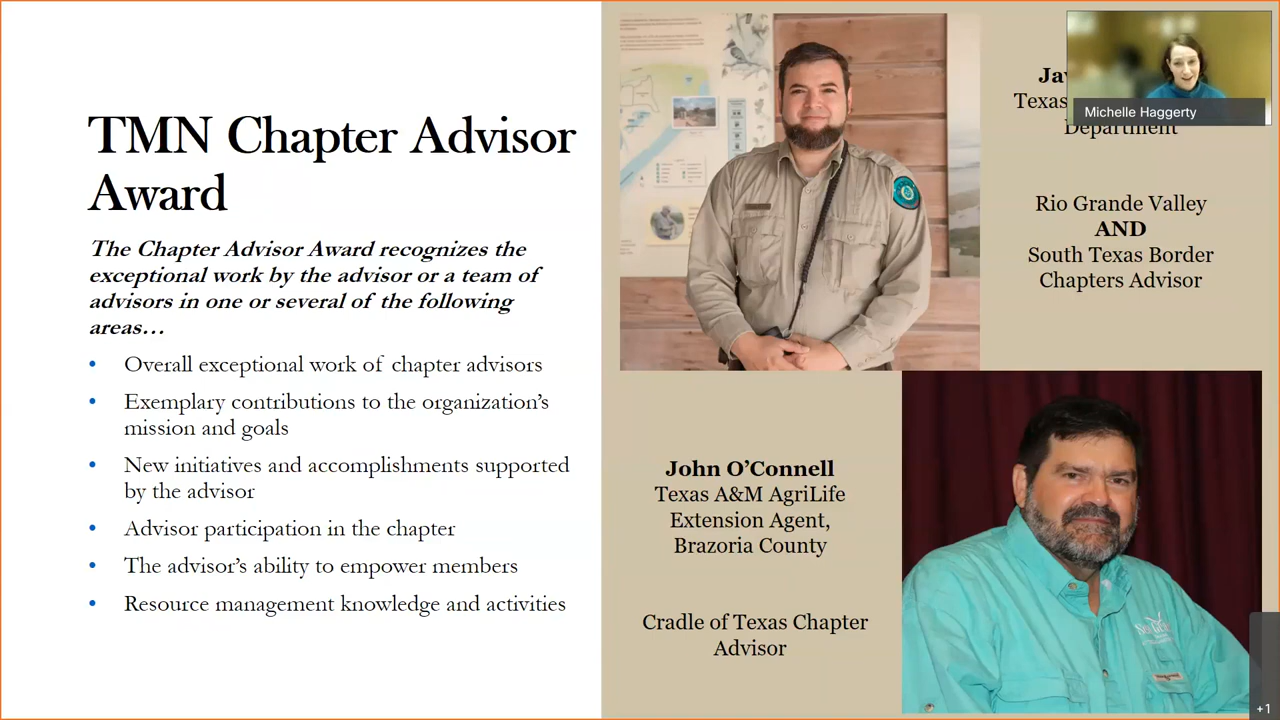 TMN Chapter Advisor
Award
The Chapter Advisor Award recognizes the
exceptional work by the advisor or a team of
advisors in one or several of the following
areas…
• Overall exceptional work of chapter advisors
• Exemplary contributions to the organization's
mission and goals
• New initiatives and accomplishments supported
by the advisor
• Advisor participation in the chapter
• The advisor's ability to empower members
• Resource management knowledge and activities
Texas
Department
Michelle Haggerty
Rio Grande Valley
AND
South Texas Border
Chapters Advisor
John O'Connell
Texas A&M AgriLife
Extension Agent,
Brazoria County
Cradle of Texas Chapter
Advisor
+1